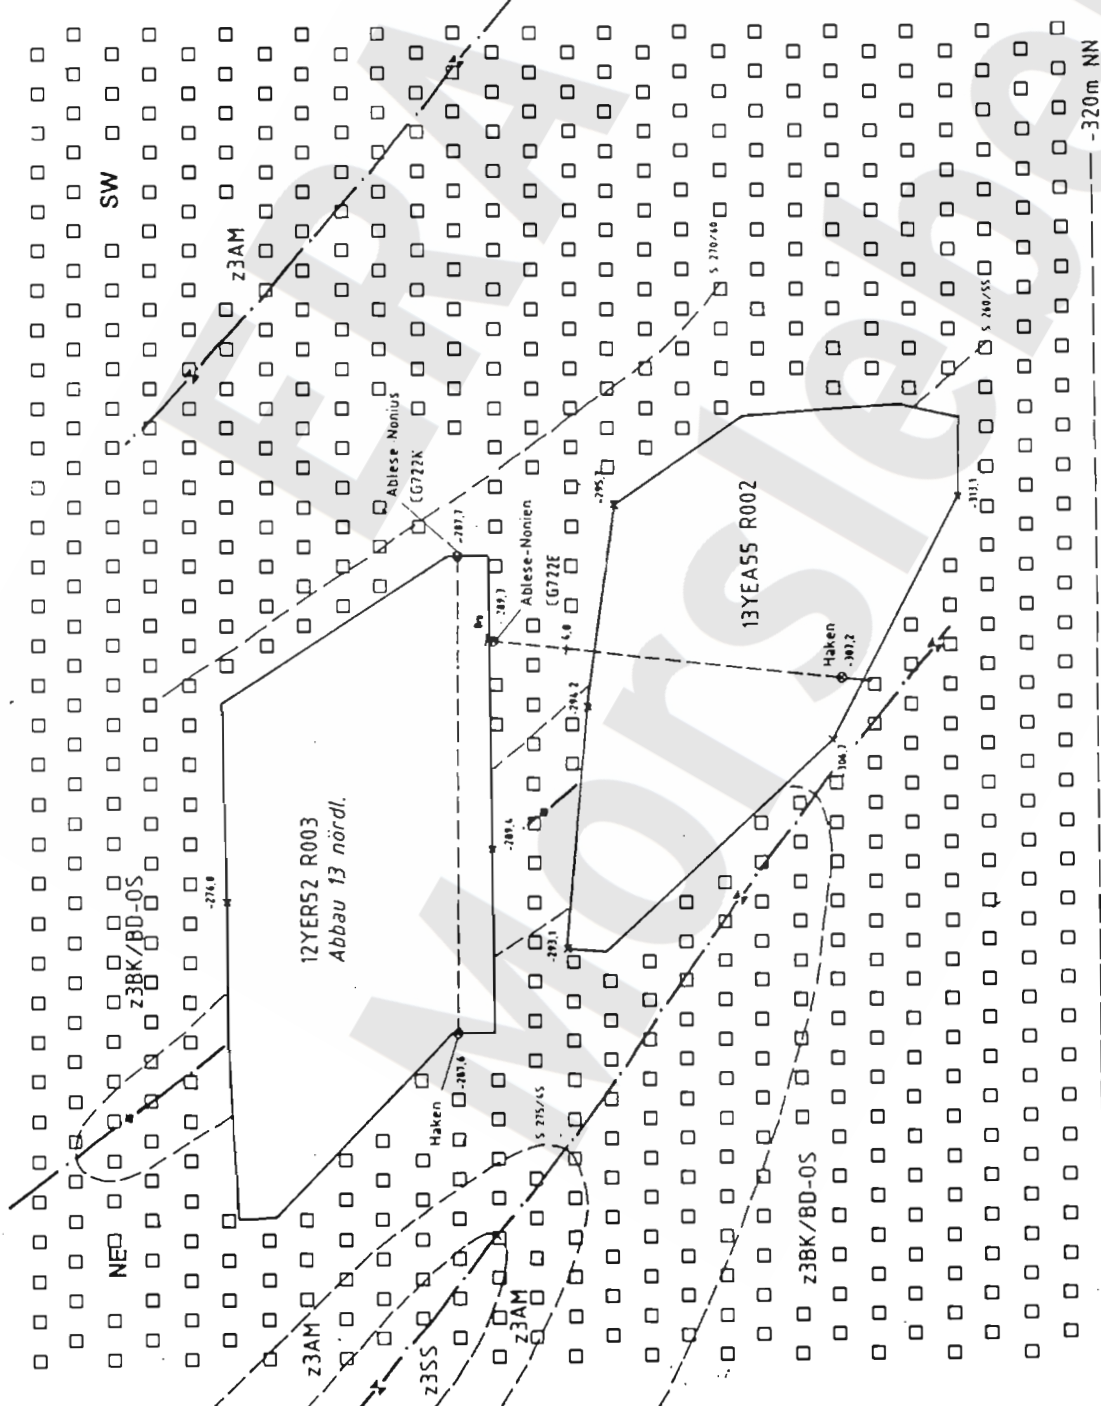 SW
NE
z3AM
z3BK/BD-OS
-276,0
12YER52 R003
Abbau 13 nördl.
Ablese-Nonius
CG722K
-287,7
Haken
-287,6
-289,7
Ablese-Nonien
CG722E
4,0
-289,4
-293,1
-294,2
-295,7
13YEA55 R002
Haken
-307,2
-313,1
S 270/40
S 260/55
S 275/45
z3AM
z3SS
z3AM
z3BK/BD-OS
-320m NN
ERA
Morslebe